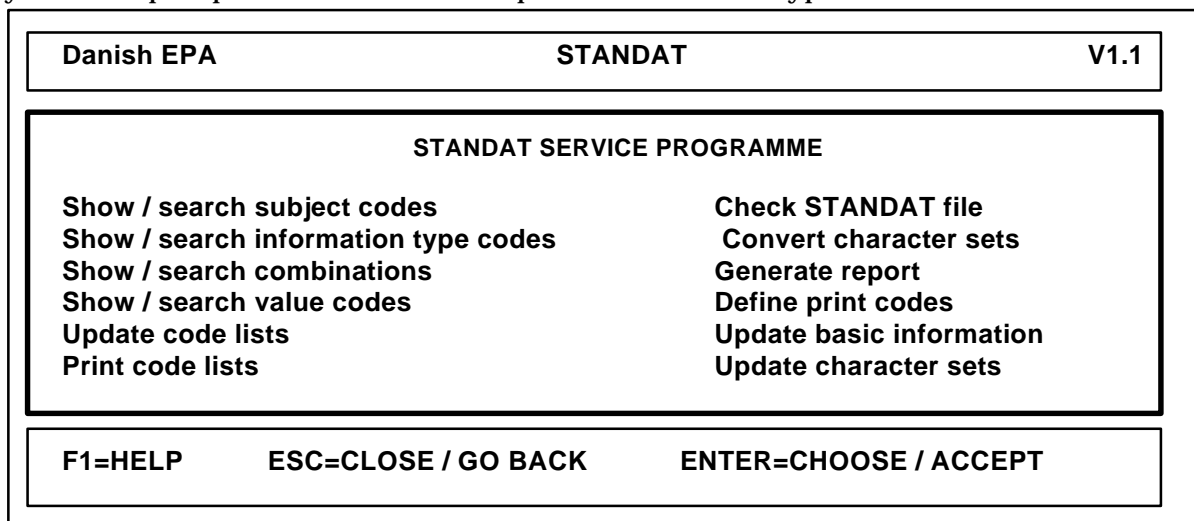 Danish EPA STANDAT V1.1
STANDAT SERVICE PROGRAMME
Show / search subject codes Check STANDAT file
Show / search information type codes Convert character sets
Show / search combinations Generate report
Show / search value codes Define print codes
Update code lists Update basic information
Print code lists Update character sets
F1=HELP ESC=CLOSE / GO BACK ENTER=CHOOSE / ACCEPT